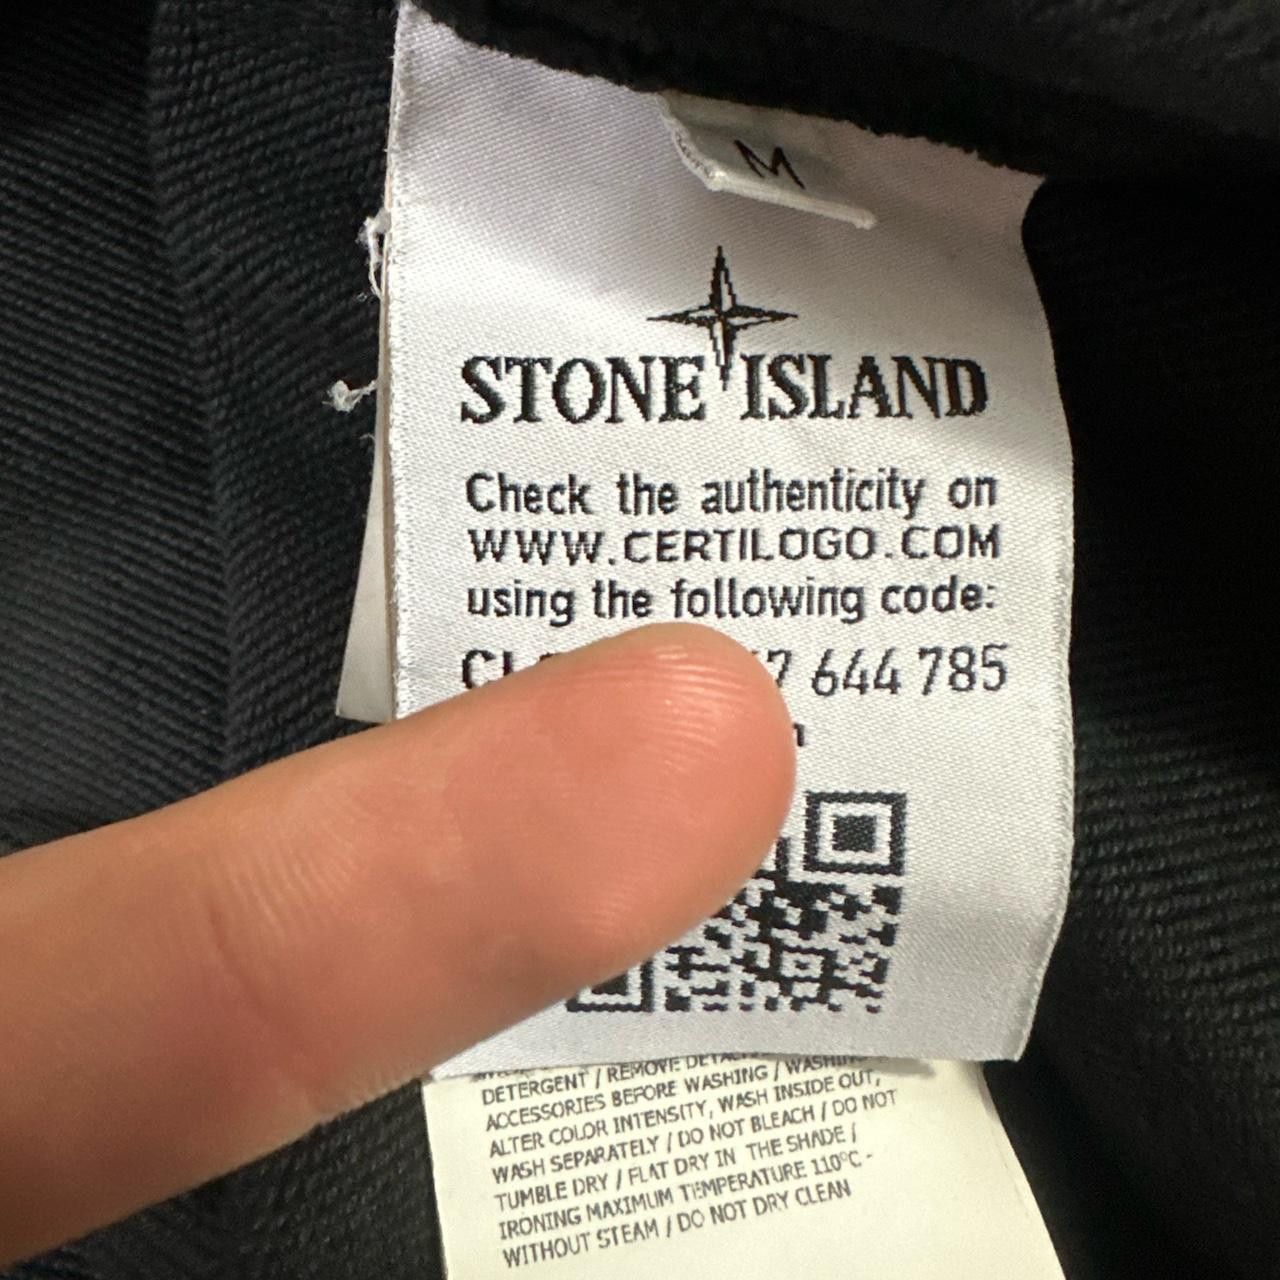 M
STONE ISLAND
Check the authenticity on
WWW.CERTILOGO.COM
using the following code:
7 644 785
DETERGENT / REMOVE
ACCESSORIES BEFORE WASHING / WASHING
ALTER COLOR INTENSITY, WASH INSIDE OUT,
WASH SEPARATELY / DO NOT BLEACH / DO NOT
TUMBLE DRY / FLAT DRY IN THE SHADE /
IRONING MAXIMUM TEMPERATURE 110°C -
WITHOUT STEAM / DO NOT DRY CLEAN